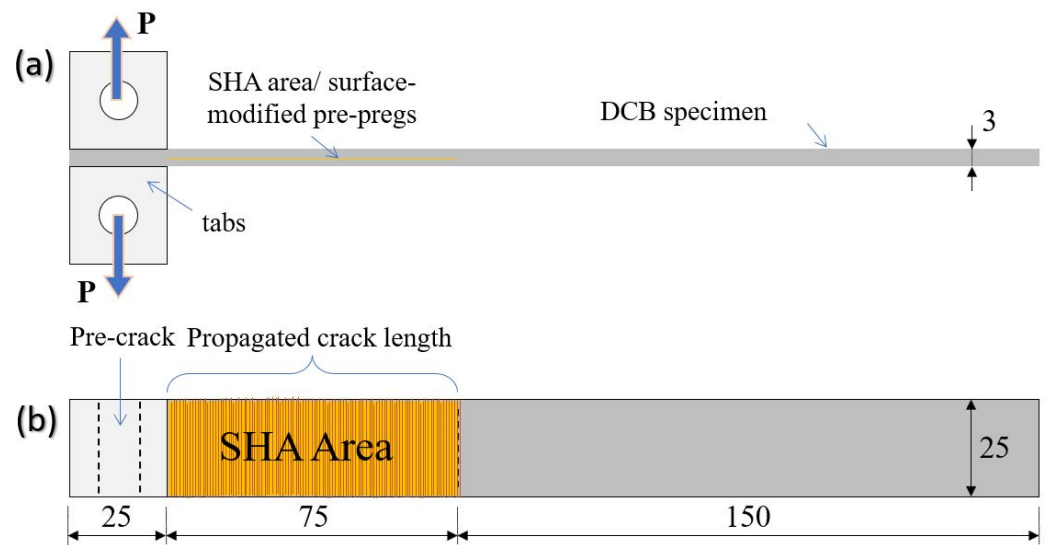 P
(a)
SHA area/ surface-
modified pre-pregs
DCB specimen
3
tabs
P
Pre-crack
Propagated crack length
(b)
SHA Area
25
25
75
150